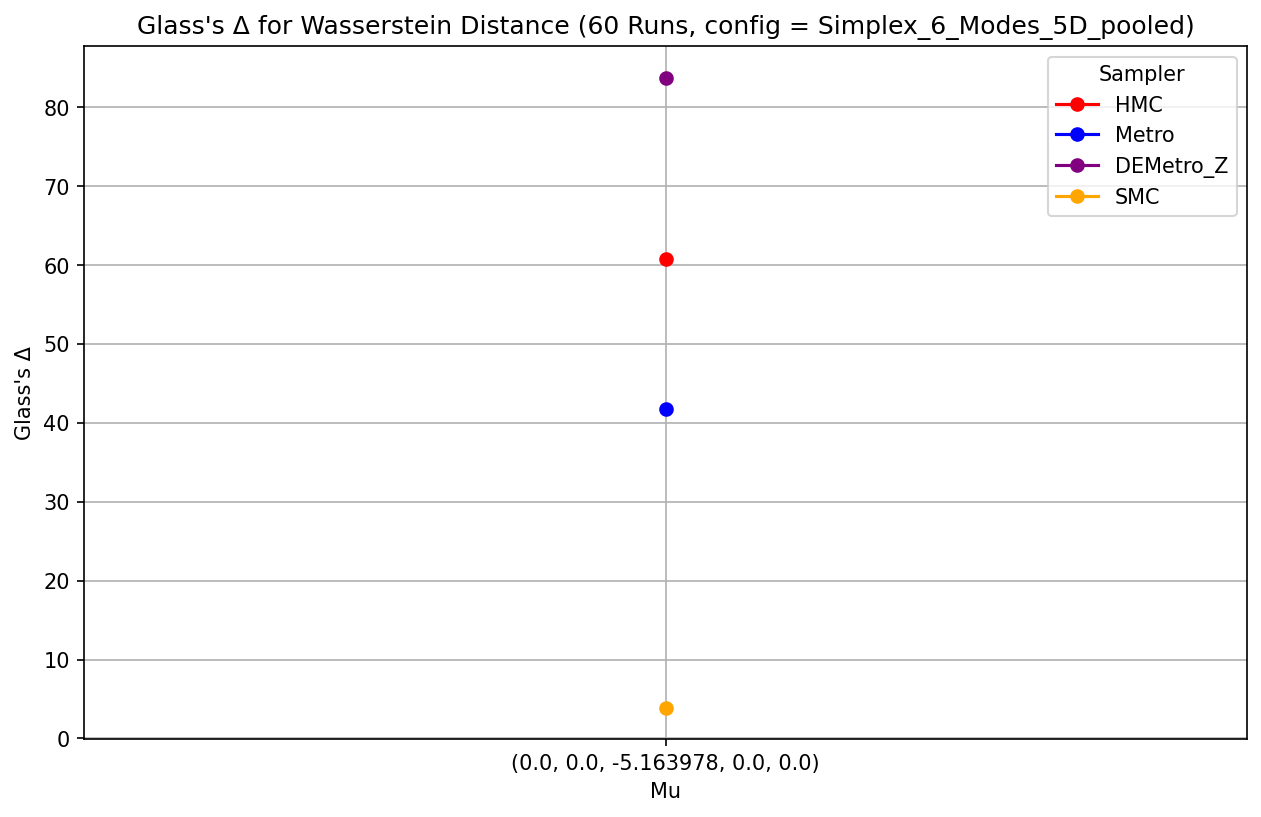 Glass's Δ for Wasserstein Distance (60 Runs, config = Simplex_6_Modes_5D_pooled)
Sampler
HMC
Metro
DEMetro_Z
SMC
Glass's Δ
80
70
60
50
40
30
20
10
0
(0.0, 0.0, -5.163978, 0.0, 0.0)
Mu